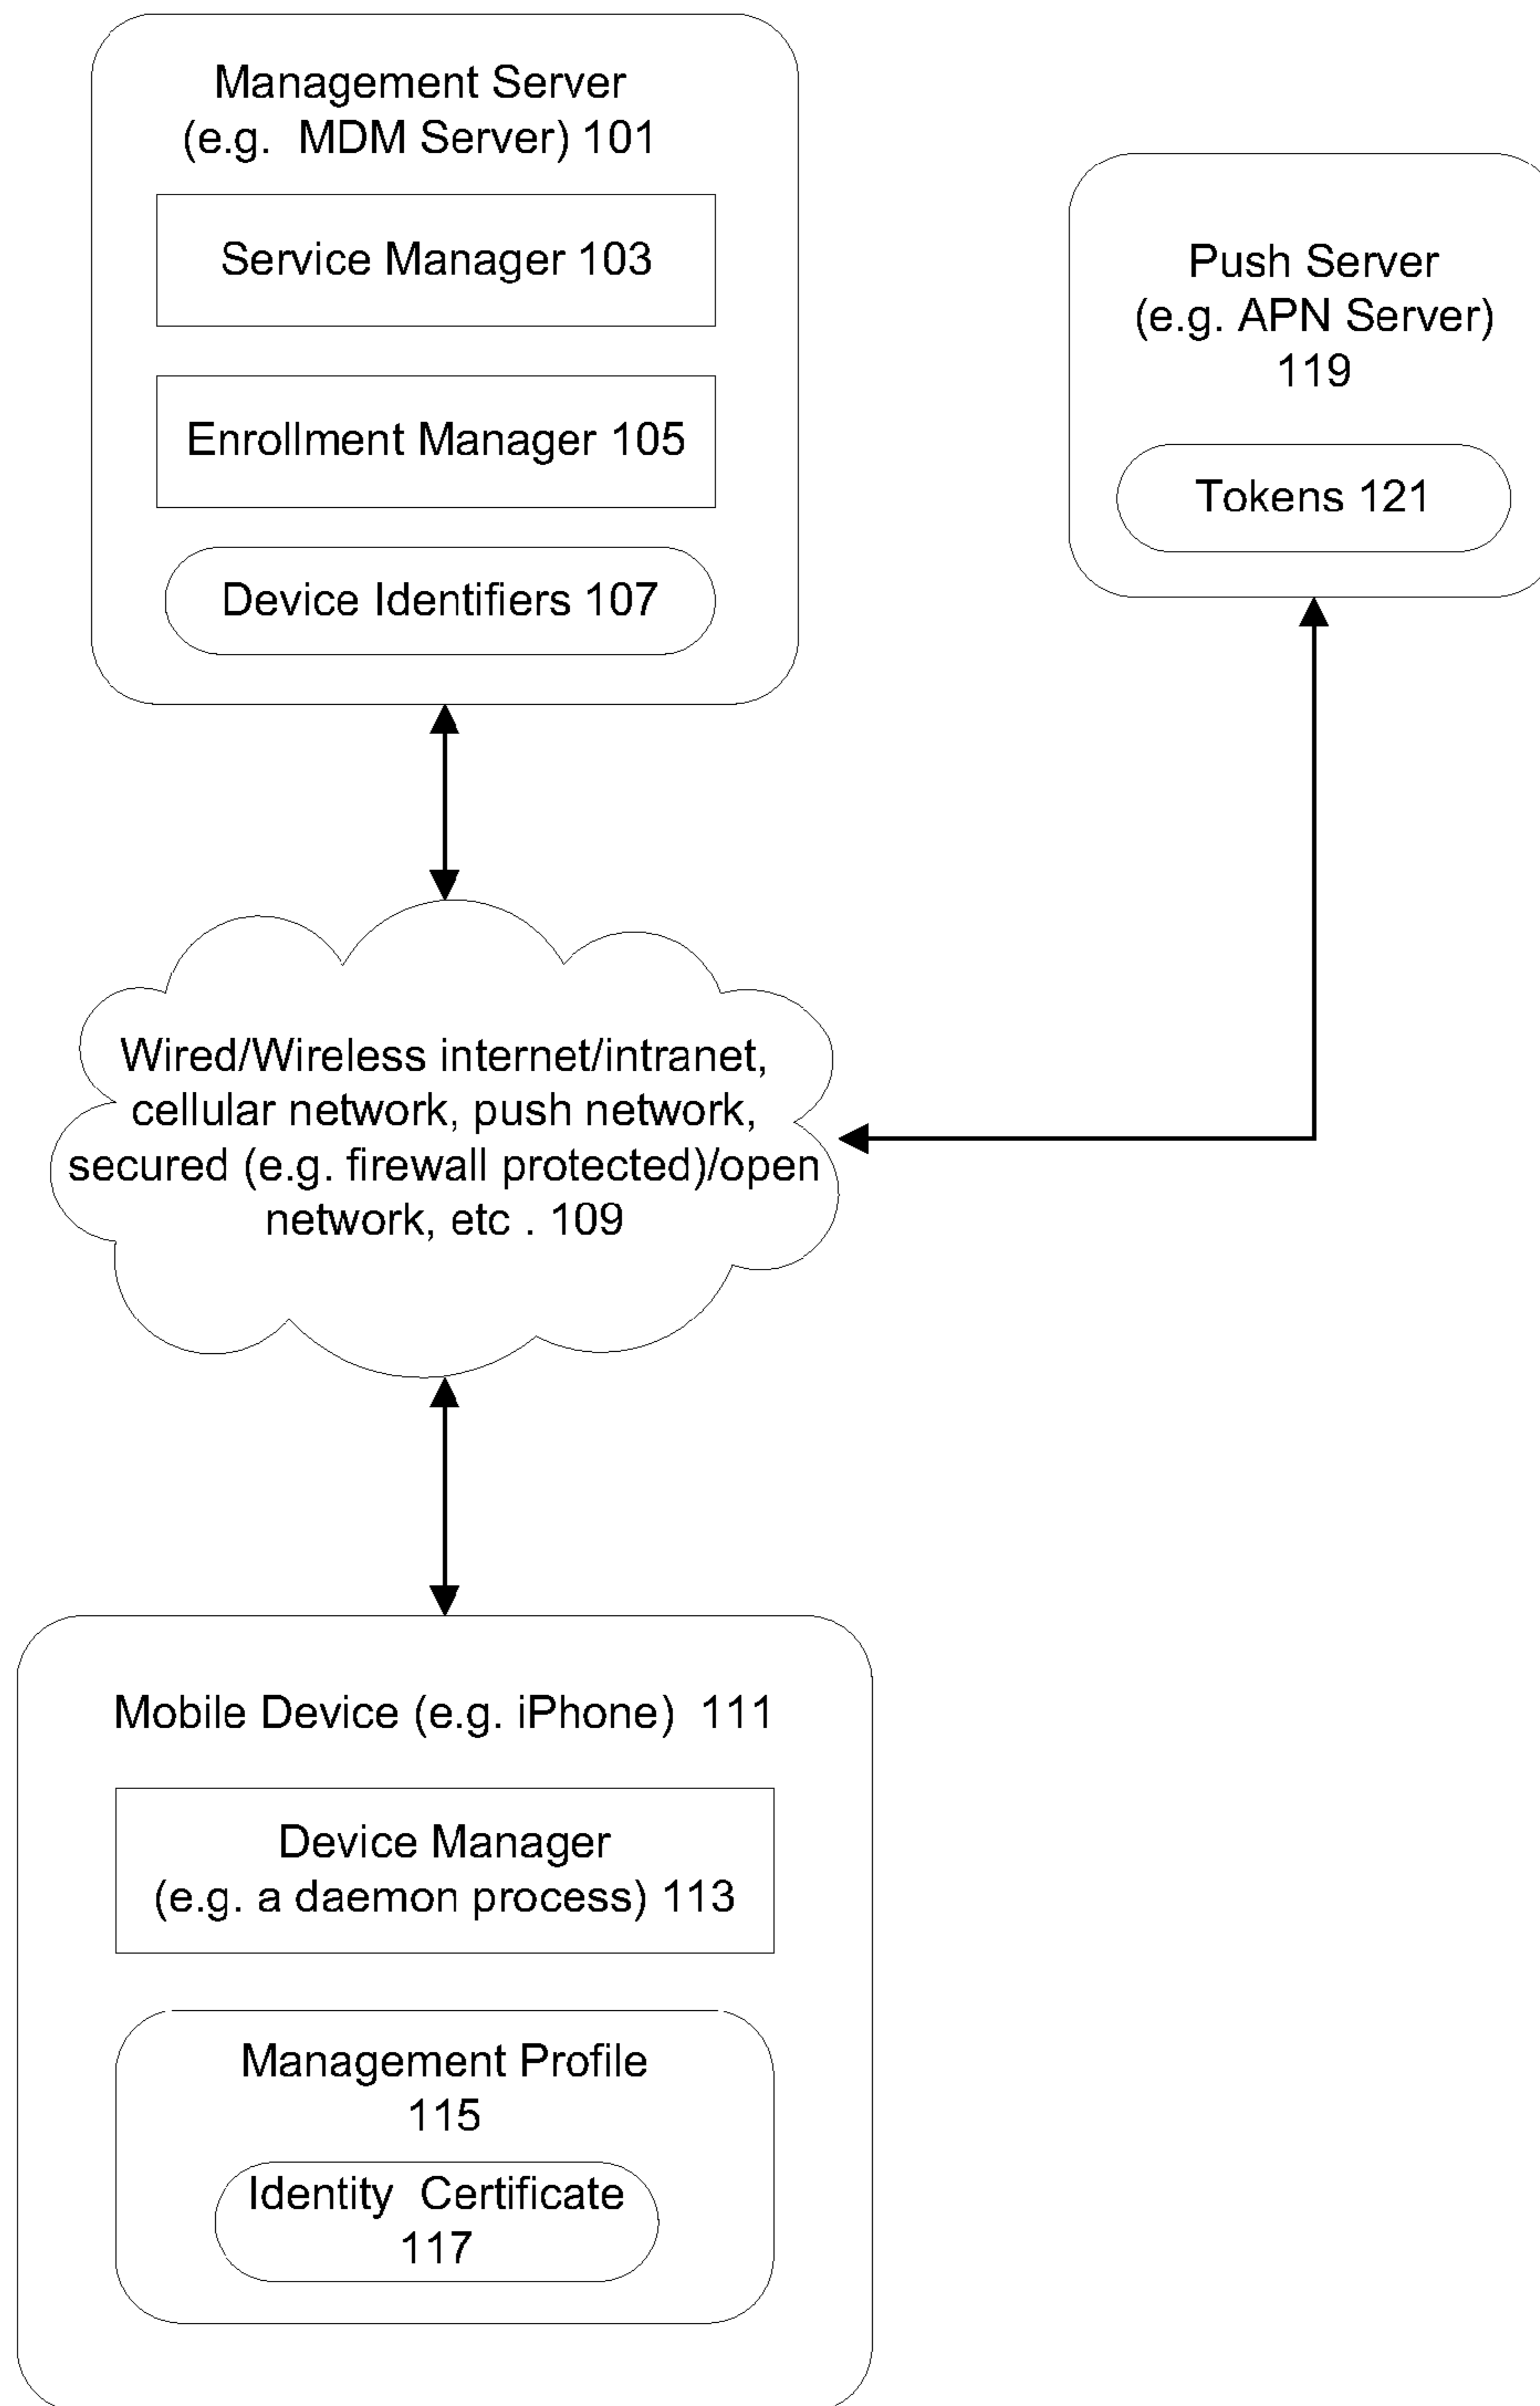 Management Server
(e.g.  MDM Server) 101
Service Manager 103
Enrollment Manager 105
Device Identifiers 107
Push Server
(e.g. APN Server)
119
Tokens 121
Wired/Wireless internet/intranet,
cellular network, push network,
secured (e.g. firewall protected)/open
network, etc . 109
Mobile Device (e.g. iPhone)  111
Device Manager
(e.g. a daemon process) 113
Management Profile
115
Identity  Certificate
117